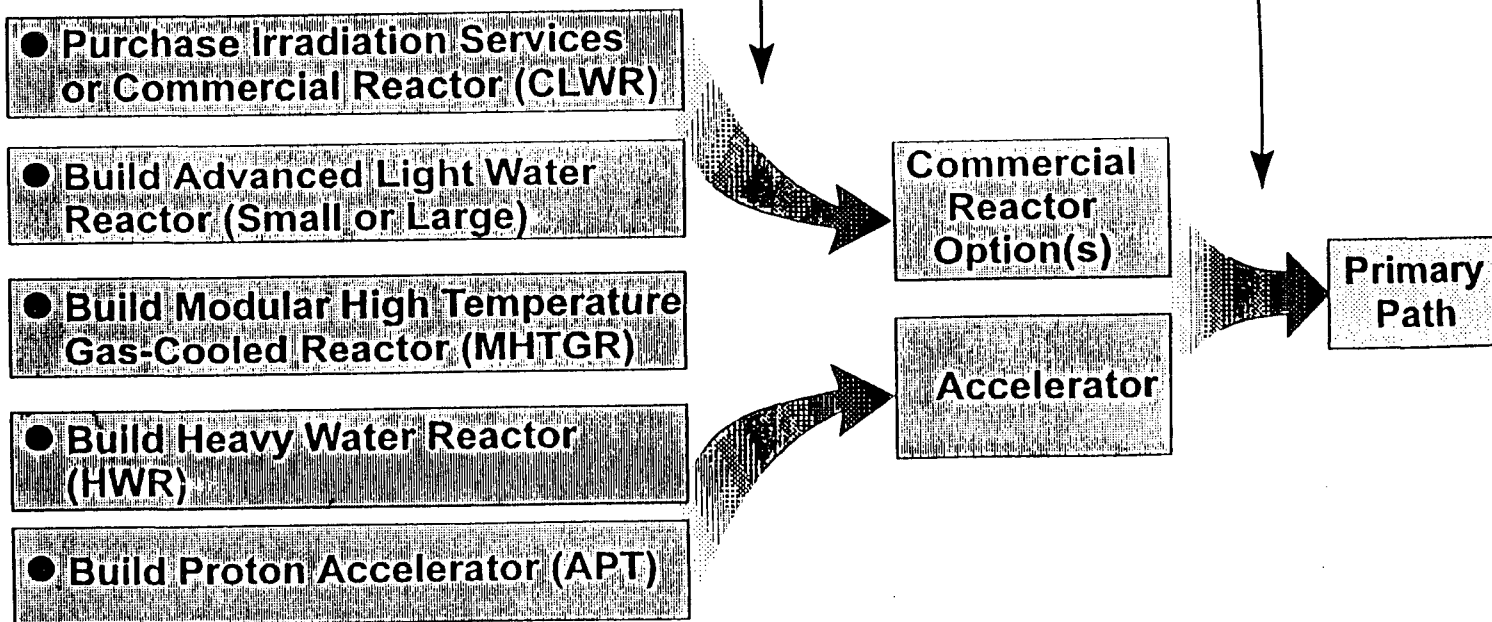 ● Purchase Irradiation Services
or Commercial Reactor (CLWR)
● Build Advanced Light Water
Reactor (Small or Large)
● Build Modular High Temperature
Gas-Cooled Reactor (MHTGR)
● Build Heavy Water Reactor
(HWR)
● Build Proton Accelerator (APT)
Commercial
Reactor
Option(s)
Accelerator
Primary
Path